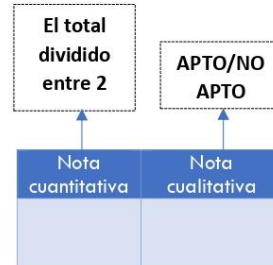 El total
dividido
entre 2
APTO/NO
APTO
Nota
cuantitativa
Nota
cualitativa